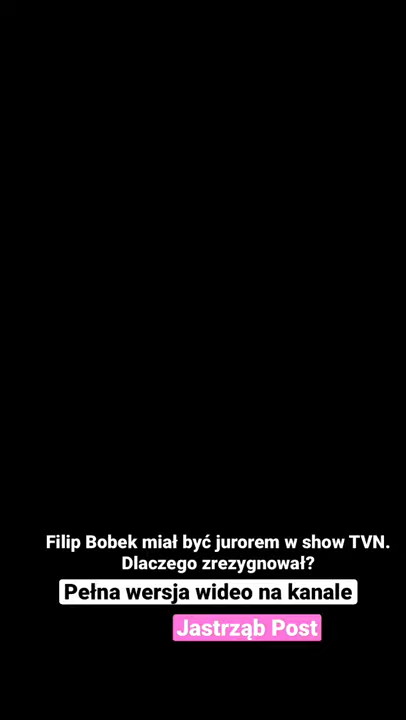 Filip Bobek miał być jurorem w show TVN.
Dlaczego zrezygnował?
Pełna wersja wideo na kanale
Jastrząb Post